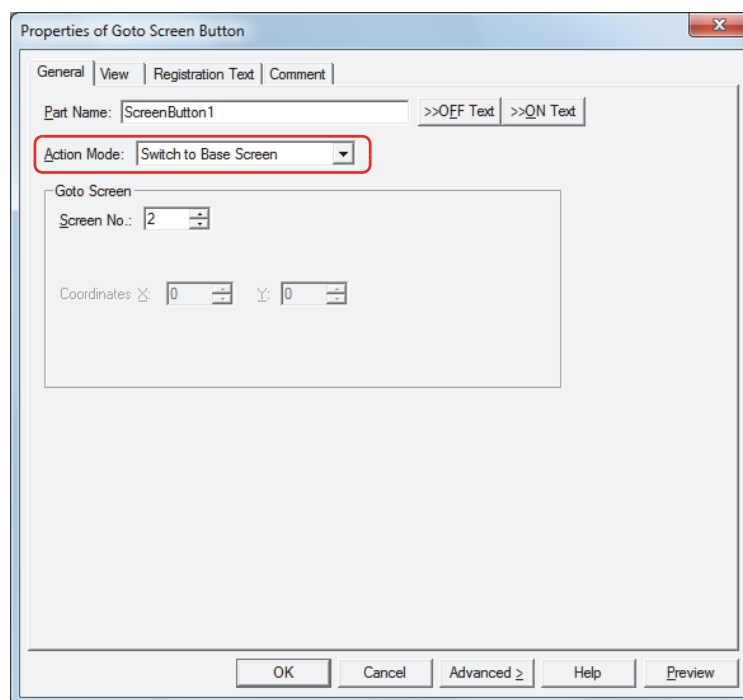 Properties of Goto Screen Button
General View Registration Text Comment
Part Name: ScreenButton1 >>OFF Text >>ON Text
Action Mode: Switch to Base Screen
Goto Screen
Screen No.: 2
Coordinates X: 0 Y: 0
OK Cancel Advanced > Help Preview